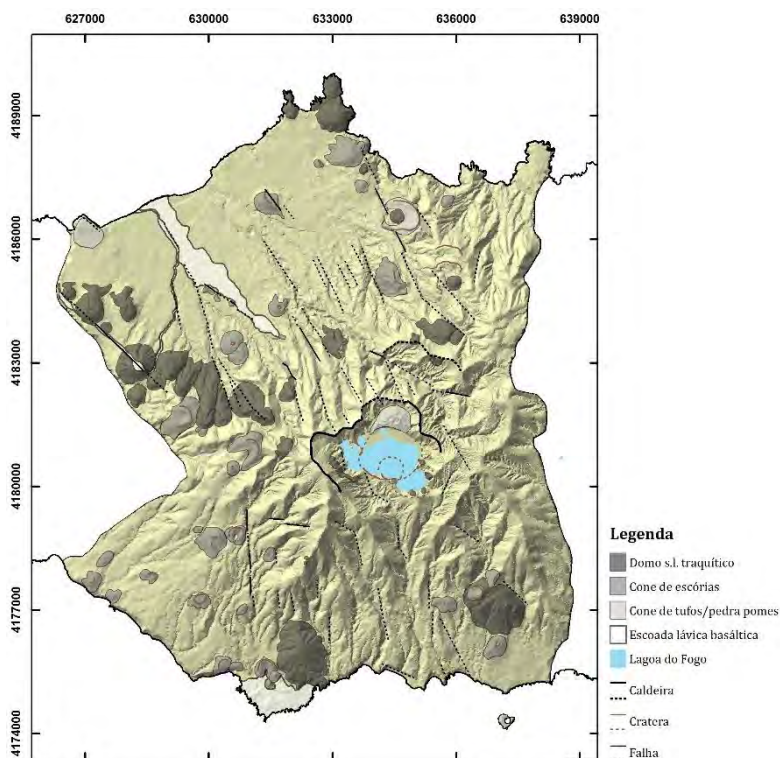 627000 630000 633000 636000 639000
4189000
4186000
4183000
4180000
4177000
4174000
Legenda
Domo s.l. traquítico
Cone de escórias
Cone de tufos/pedra pomes
Escoada lávica basáltica
Lagoa do Fogo
Caldeira
Cratera
Falha